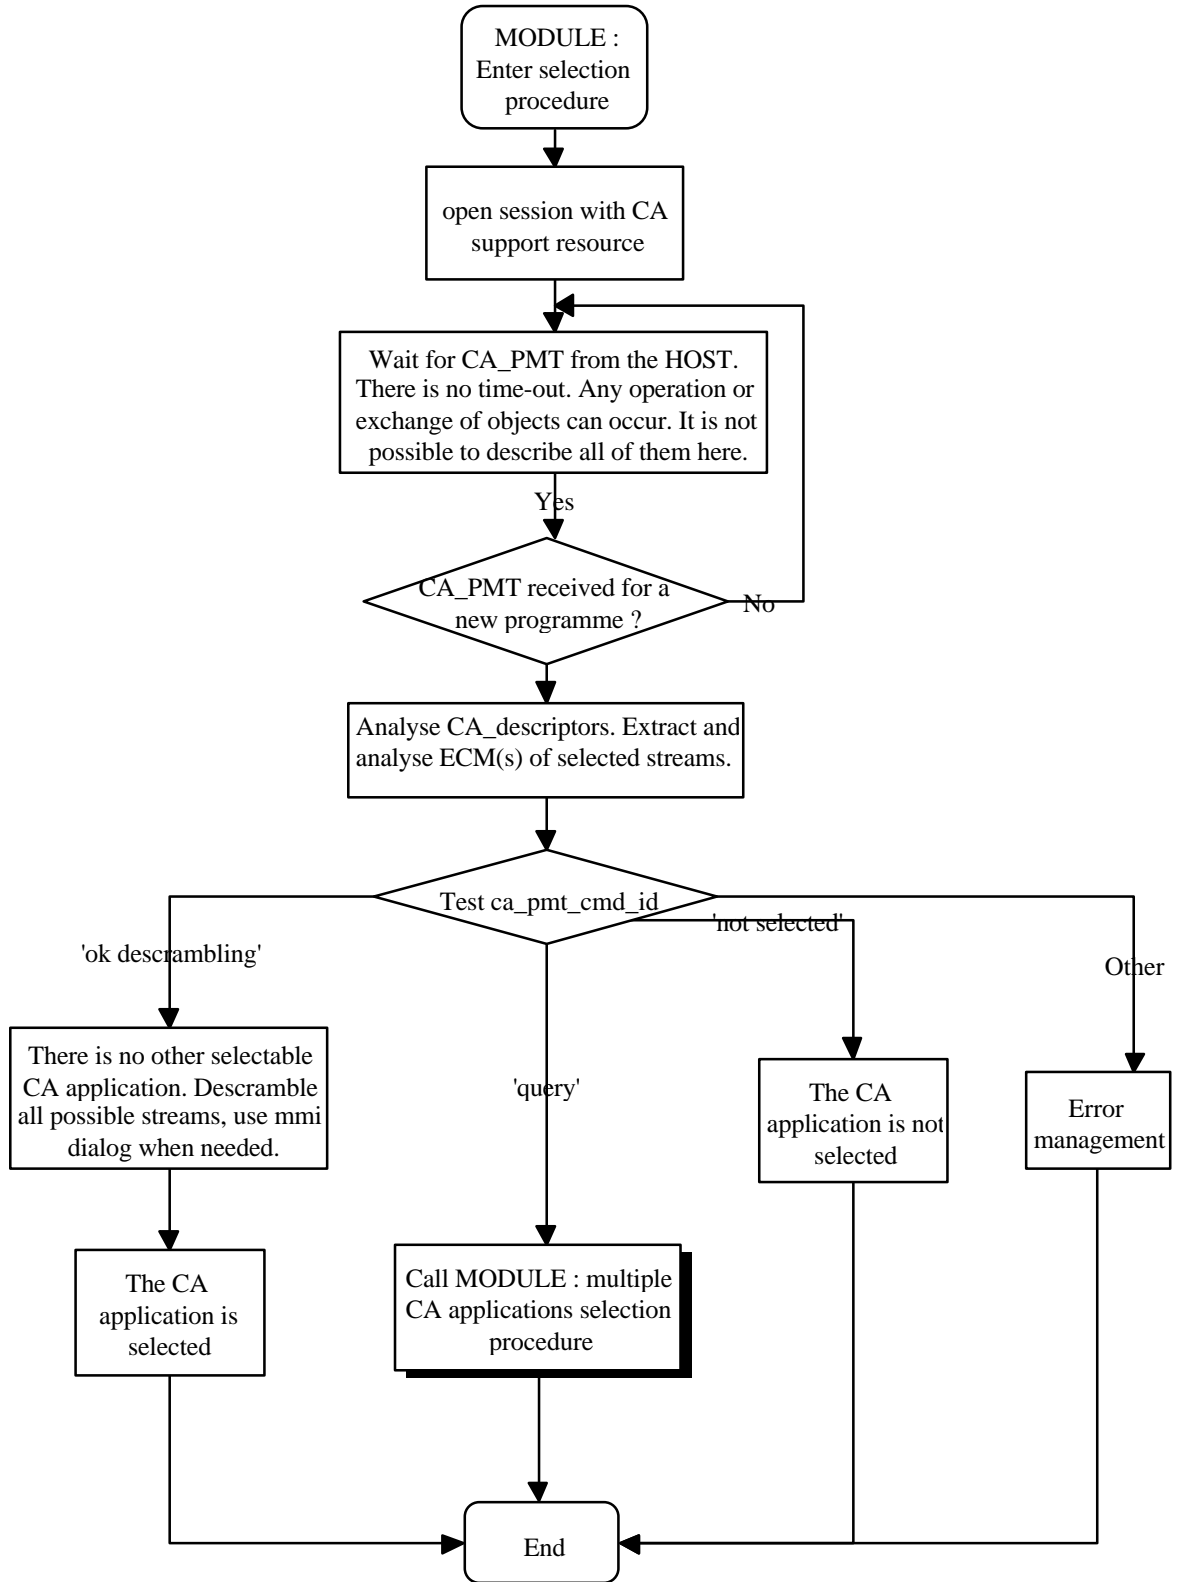 MODULE :
Enter selection
procedure
open session with CA
support resource
Wait for CA_PMT from the HOST.
There is no time-out. Any operation or
exchange of objects can occur. It is not
possible to describe all of them here.
Yes
CA_PMT received for a
new programme ?
No
Analyse CA_descriptors. Extract and
analyse ECM(s) of selected streams.
Test ca_pmt_cmd_id
'not selected'
'ok descrambling'
Other
There is no other selectable
CA application. Descramble
all possible streams, use mmi
dialog when needed.
'query'
The CA
application is not
selected
Error
management
The CA
application is
selected
Call MODULE : multiple
CA applications selection
procedure
End